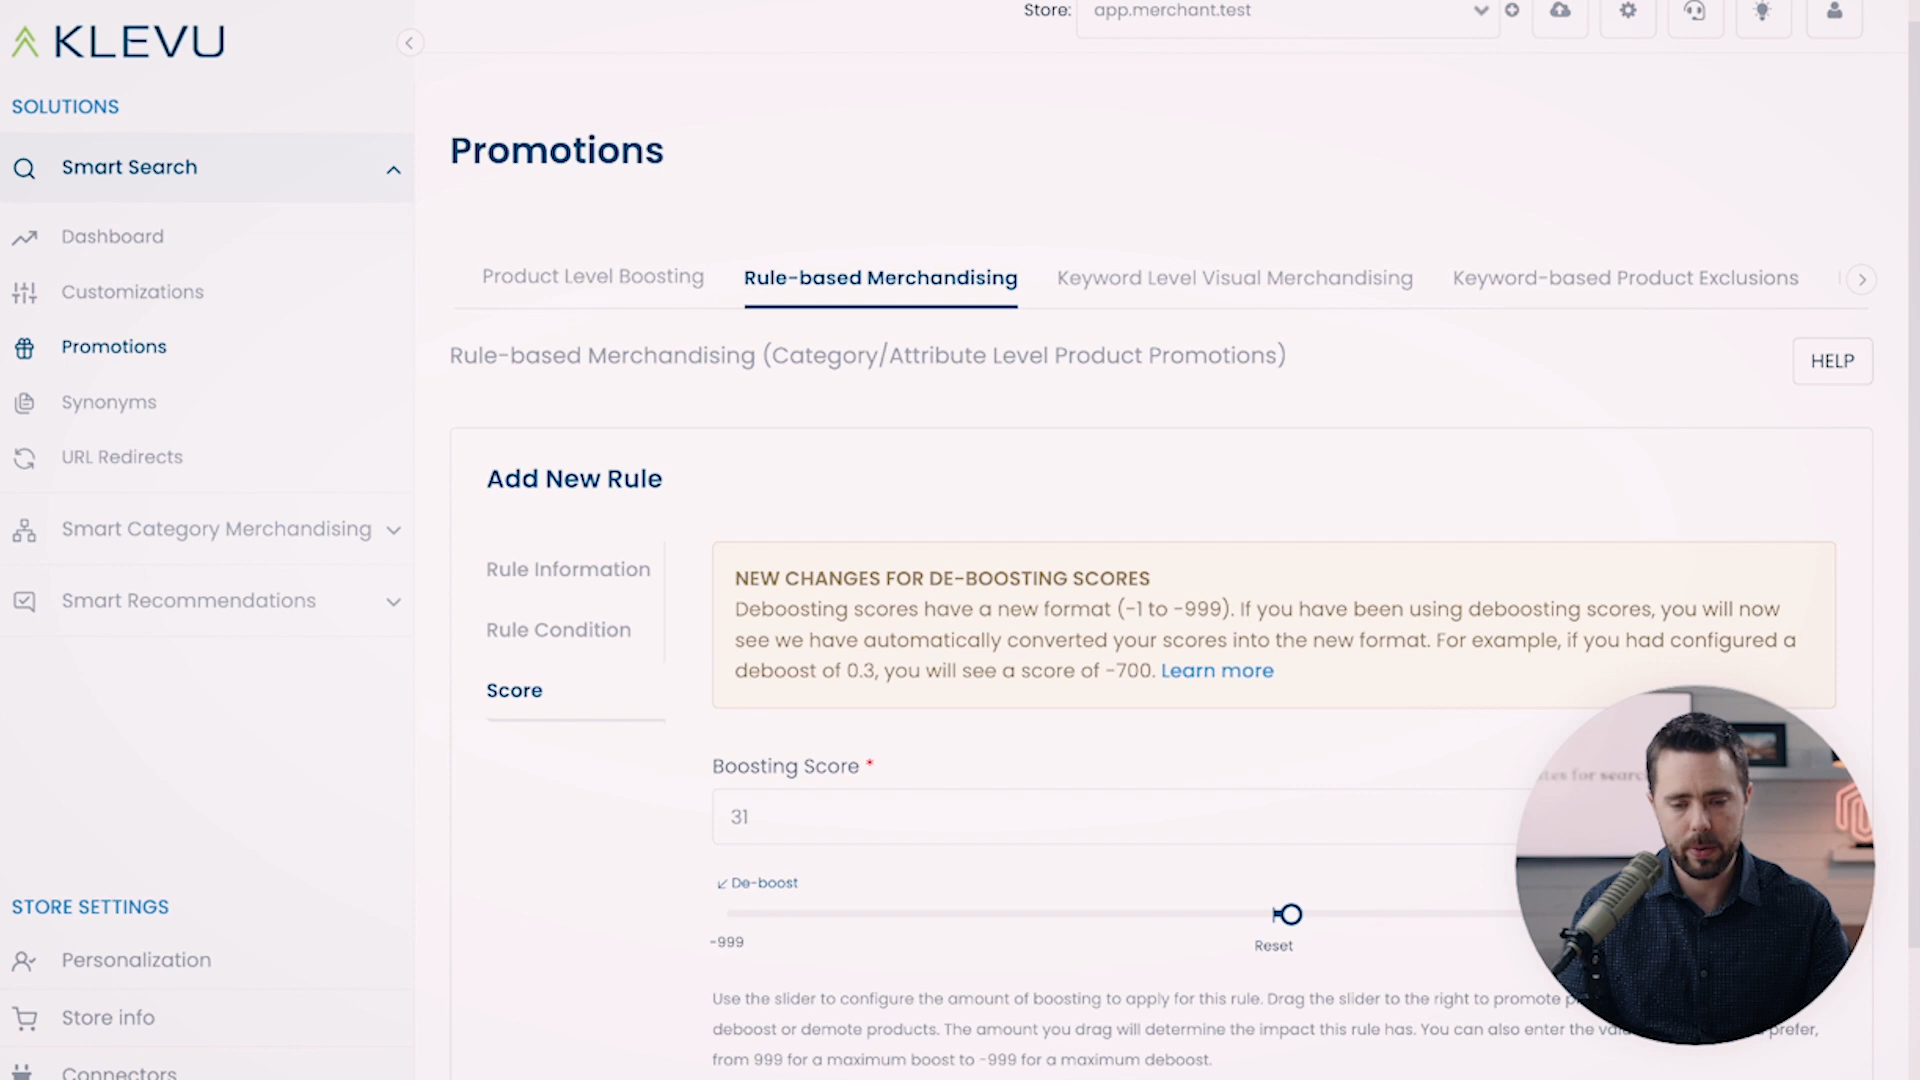 KLEVU
Store:
app.merchant.test
SOLUTIONS
Smart Search
Dashboard
Customizations
Promotions
Synonyms
URL Redirects
Smart Category Merchandising
Smart Recommendations
STORE SETTINGS
Personalization
Store info
Connectors
Promotions
Product Level Boosting
Rule-based Merchandising
Keyword Level Visual Merchandising
Keyword-based Product Exclusions
Rule-based Merchandising (Category/Attribute Level Product Promotions)
HELP
Add New Rule
Rule Information
Rule Condition
Score
NEW CHANGES FOR DE-BOOSTING SCORES
Deboosting scores have a new format (-1 to -999). If you have been using deboosting scores, you will now
see we have automatically converted your scores into the new format. For example, if you had configured a
deboost of 0.3, you will see a score of -700. Learn more
Boosting Score *
31
De-boost
-999
Reset
Use the slider to configure the amount of boosting to apply for this rule. Drag the slider to the right to promote
deboost or demote products. The amount you drag will determine the impact this rule has. You can also enter the prefer,
from 999 for a maximum boost to -999 for a maximum deboost.
for search